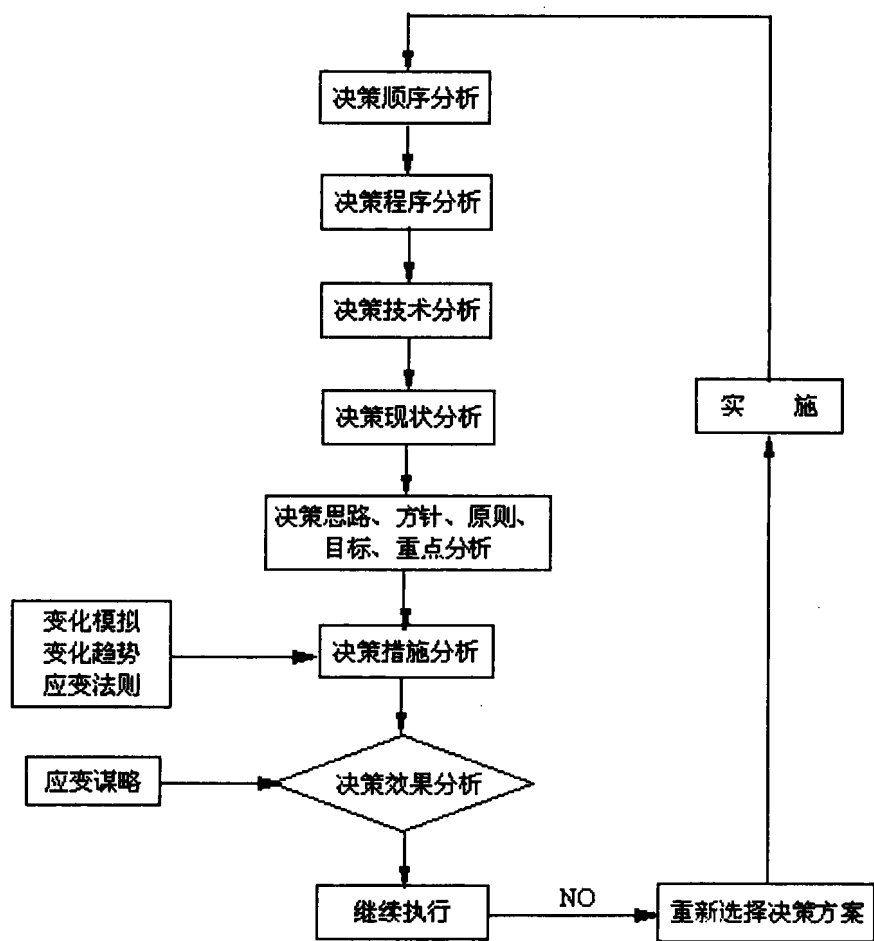 决策顺序分析
决策程序分析
决策技术分析
决策现状分析
实 施
决策思路、方针、原则、
目标、重点分析
变化模拟
变化趋势
应变法则
决策措施分析
应变谋略
决策效果分析
继续执行
NO
重新选择决策方案